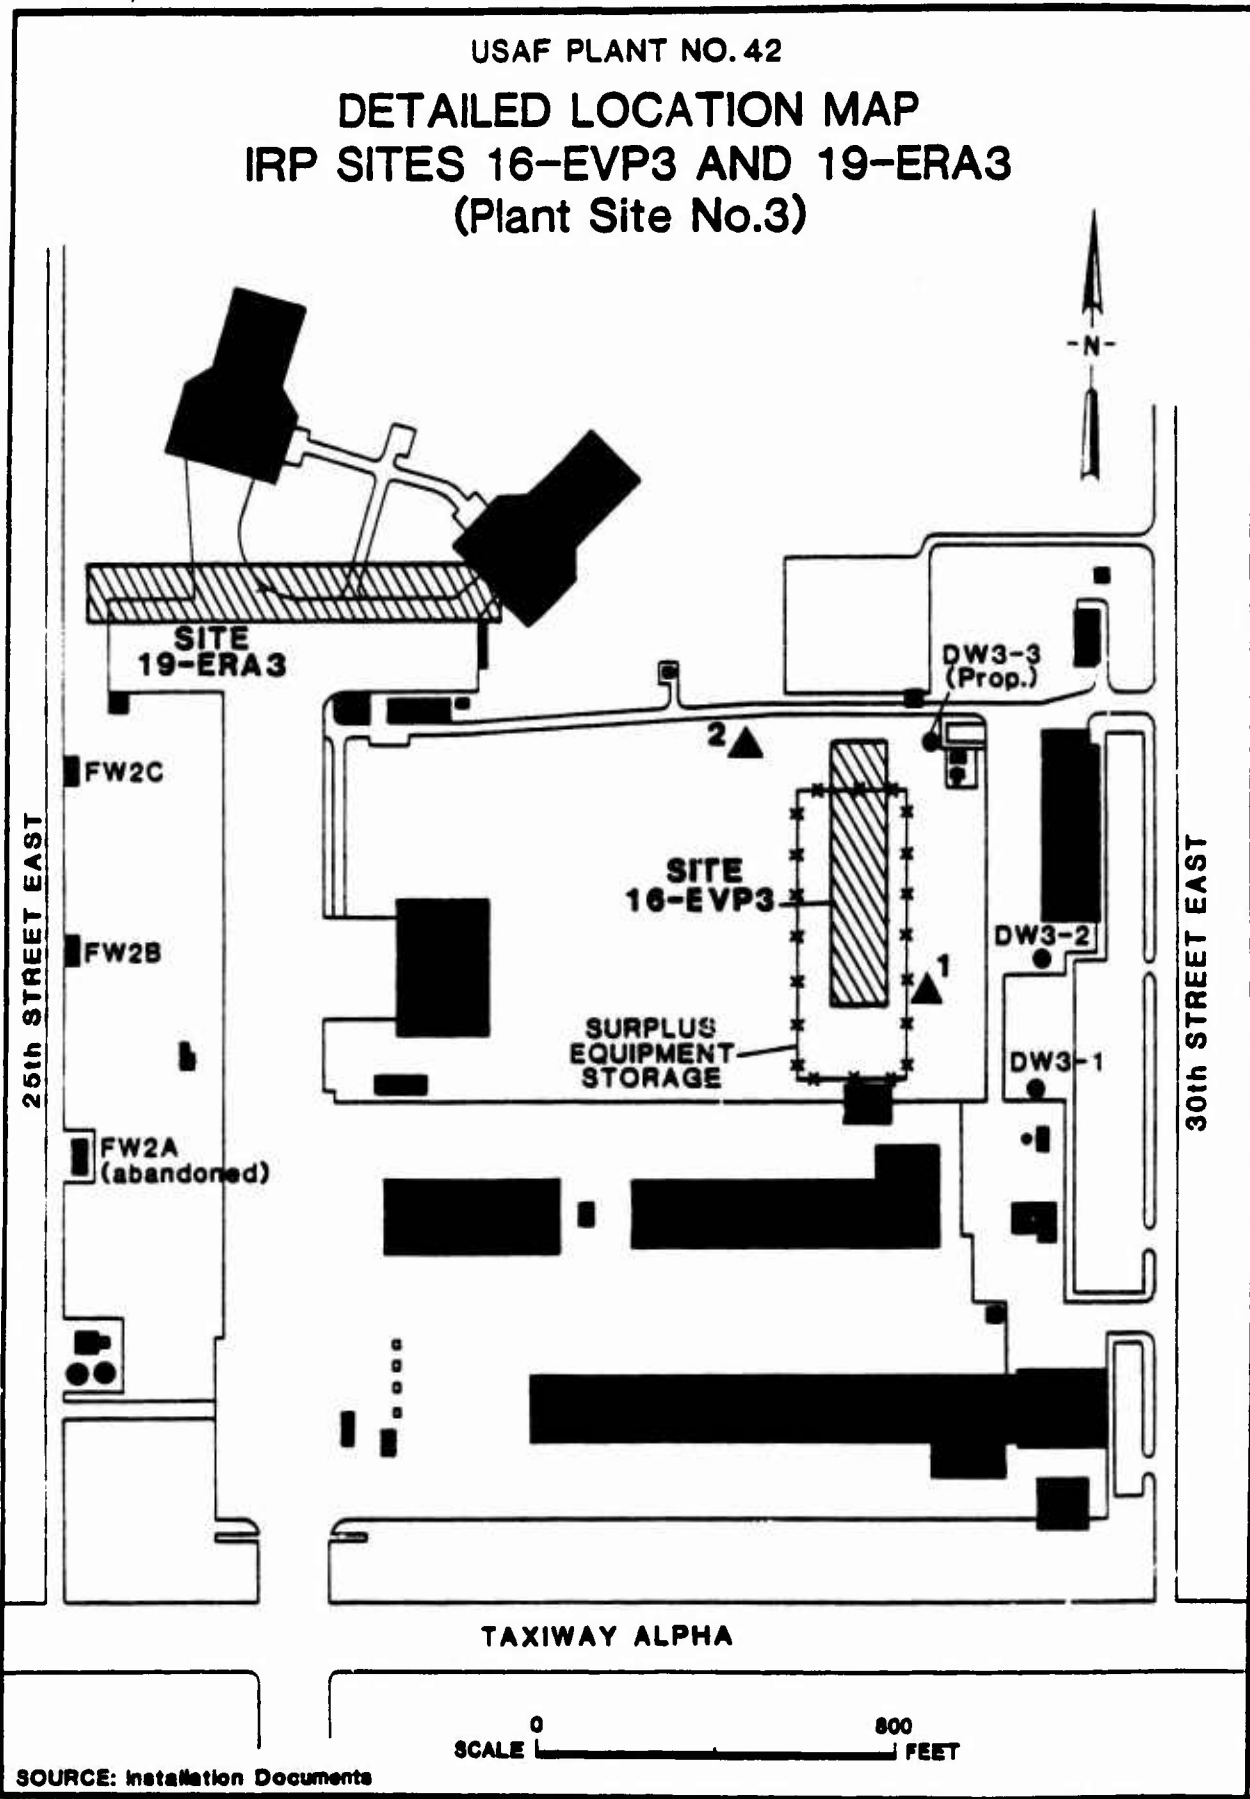 USAF PLANT NO. 42
DETAILED LOCATION MAP
IRP SITES 16-EVP3 AND 19-ERA3
(Plant Site No.3)
-N-
SITE
19-ERA3
DW3-3
(Prop.)
2
FW2C
SITE
16-EVP3
FW2B
DW3-2
1
25th STREET EAST
30th STREET EAST
SURPLUS
EQUIPMENT
STORAGE
DW3-1
FW2A
(abandoned)
TAXIWAY ALPHA
0 800
SCALE FEET
SOURCE: Installation Documents